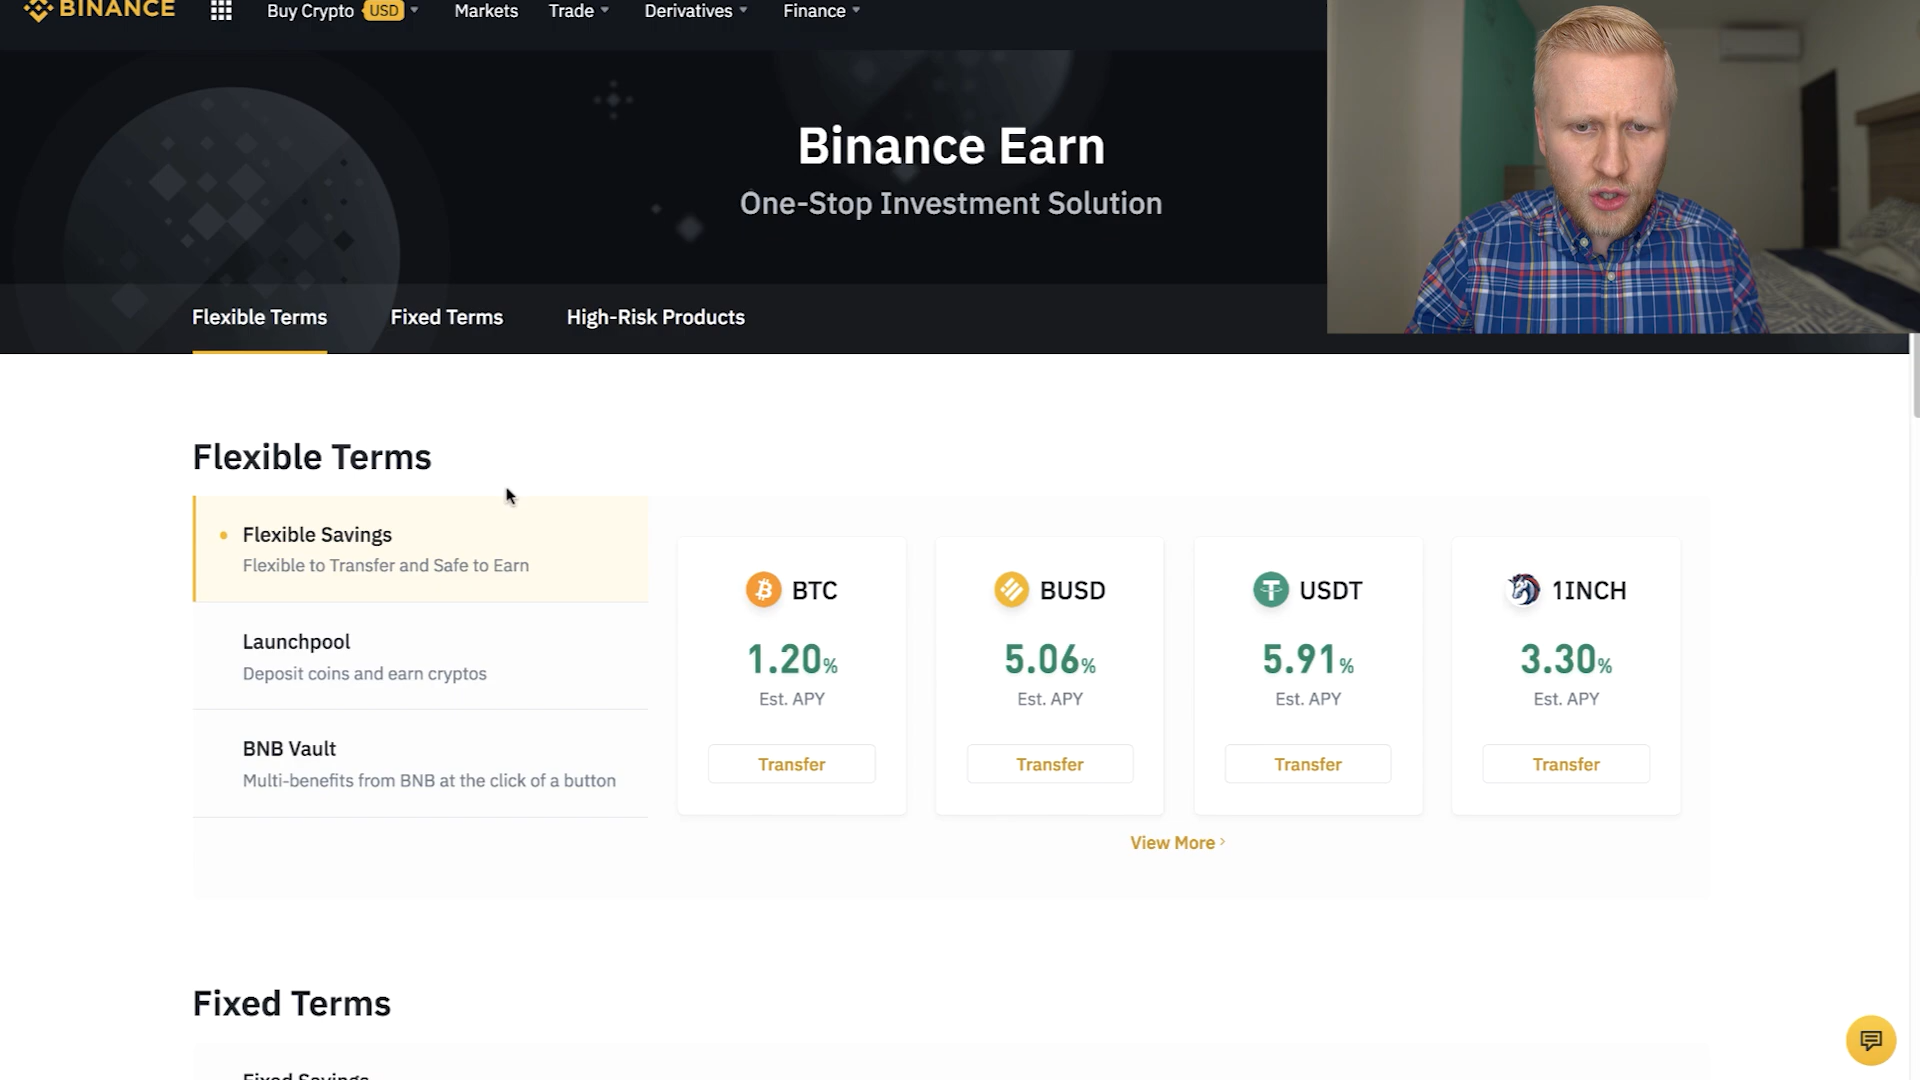 BINANCE
Buy Crypto USD
Markets
Trade
Derivatives
Finance
Binance Earn
One-Stop Investment Solution
Flexible Terms
Fixed Terms
High-Risk Products
Flexible Terms
Flexible Savings
Flexible to Transfer and Safe to Earn
Launchpool
Deposit coins and earn cryptos
BNB Vault
Multi-benefits from BNB at the click of a button
BTC
1.20%
Est. APY
Transfer
BUSD
5.06%
Est. APY
Transfer
USDT
5.91%
Est. APY
Transfer
1INCH
3.30%
Est. APY
Transfer
View More
Fixed Terms
Fixed Savings